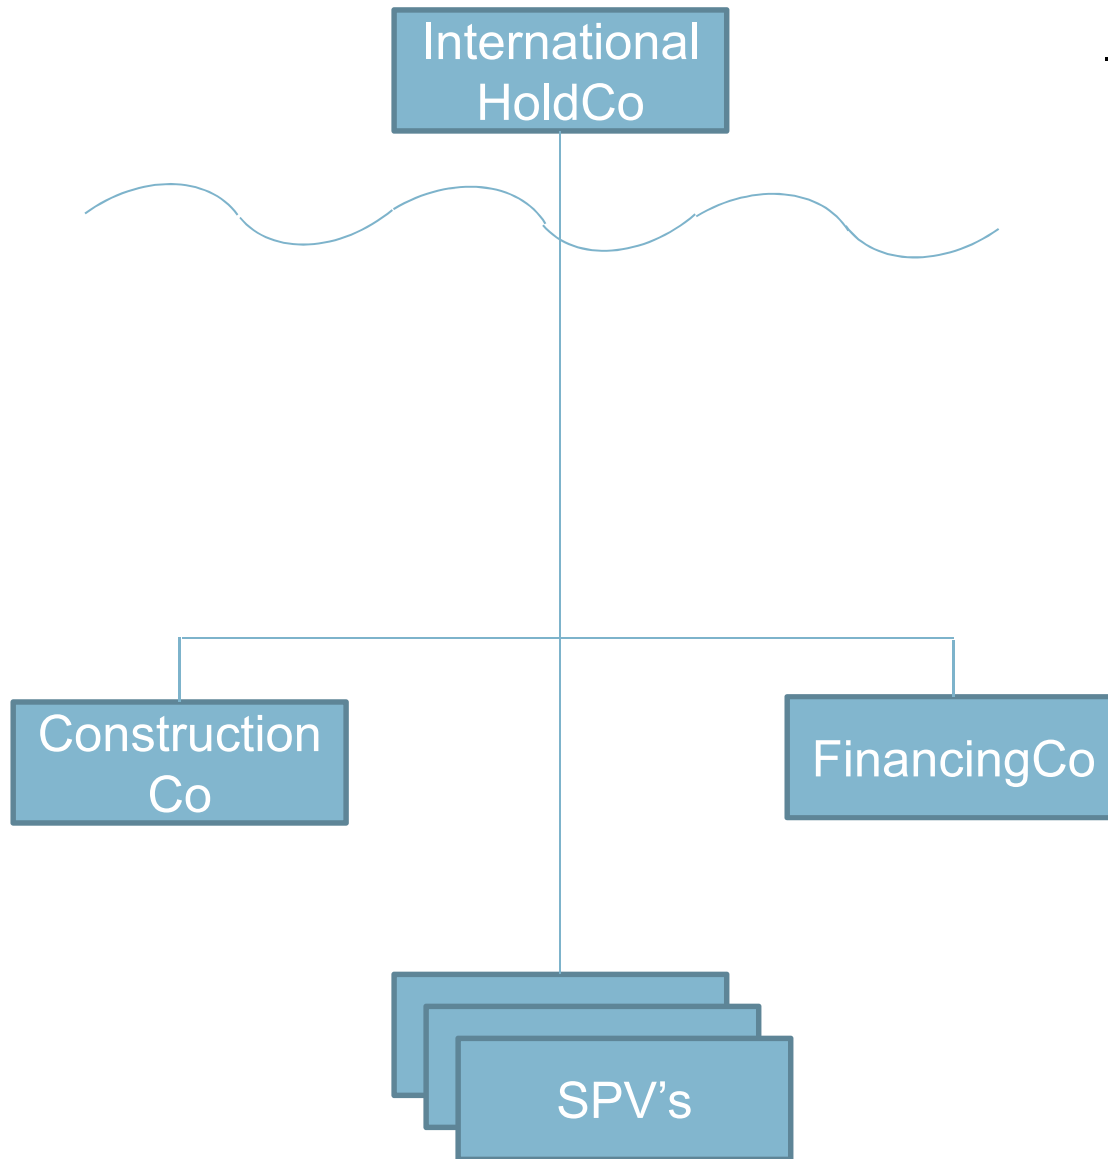 International
HoldCo
Construction
Co
FinancingCo
SPV’s